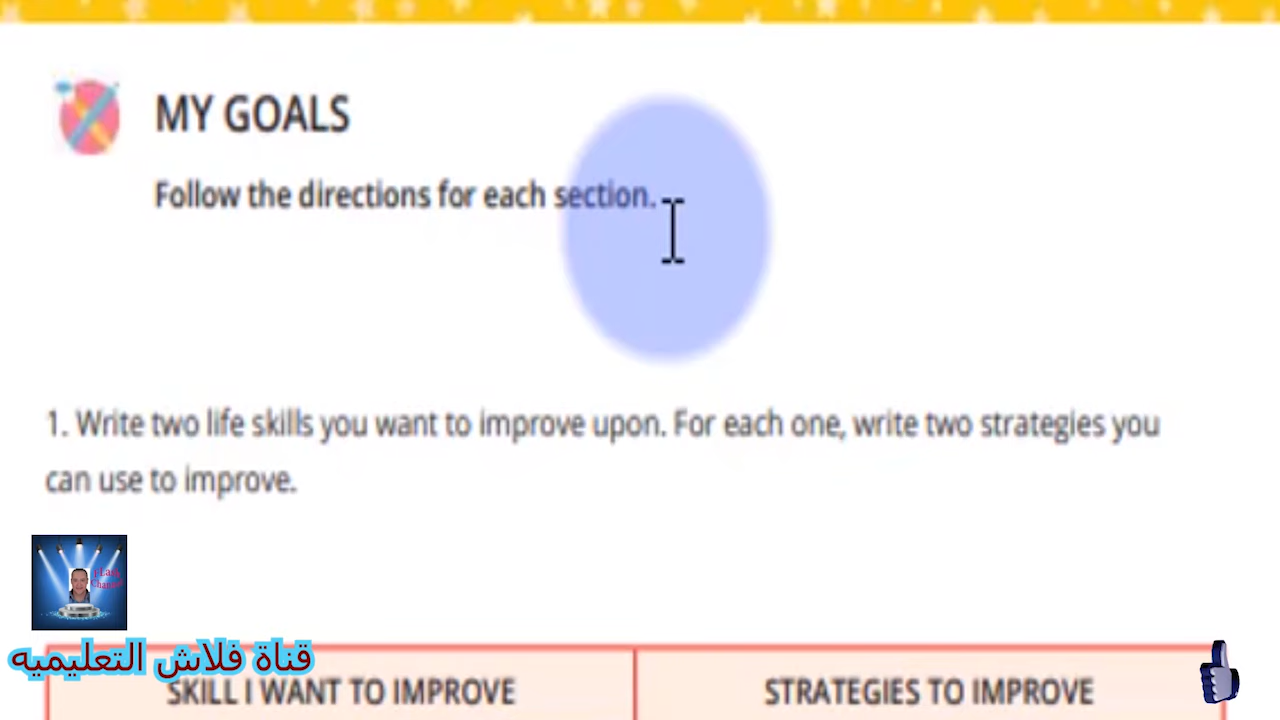 MY GOALS
Follow the directions for each section.
1. Write two life skills you want to improve upon. For each one, write two strategies you
can use to improve.
قناة فلاش التعليميه
SKILL I WANT TO IMPROVE
STRATEGIES TO IMPROVE